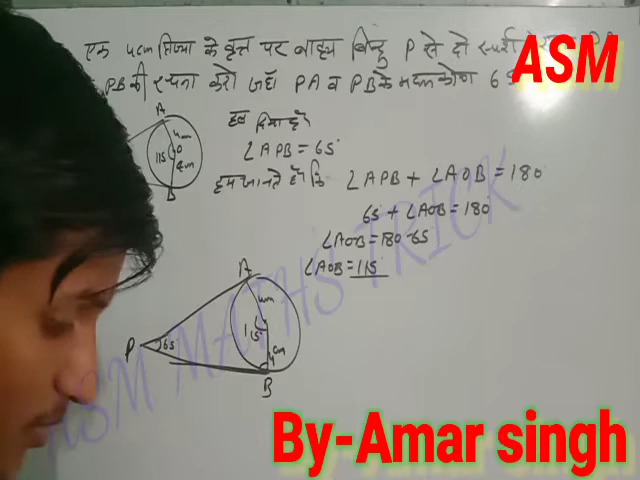 एक 4cm त्रिज्या के वृत्त पर बाह्य बिन्दु P से दो स्पर्श
PB की रचना करो जहाँ PA व PB के मध्य कोण 65
ASM
हल दिया है
∠APB = 65°
हम जानते हैं कि ∠APB + ∠AOB = 180
65 + ∠AOB = 180
∠AOB = 180-65
∠AOB = 115
A
4cm
115
O
4cm
B
A
4cm
115°
P
65
4cm
B
ASM MATHS TRICK
By-Amar singh